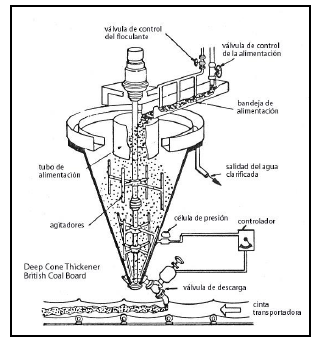 válvula de control
del floculante
válvula de control
de la alimentación
bandeja de
alimentación
tubo de
alimentación
salidad del agua
clarificada
agitadores
célula de presión
controlador
Deep Cone Thickener
British Coal Board
válvula de descarga
cinta
transportadora